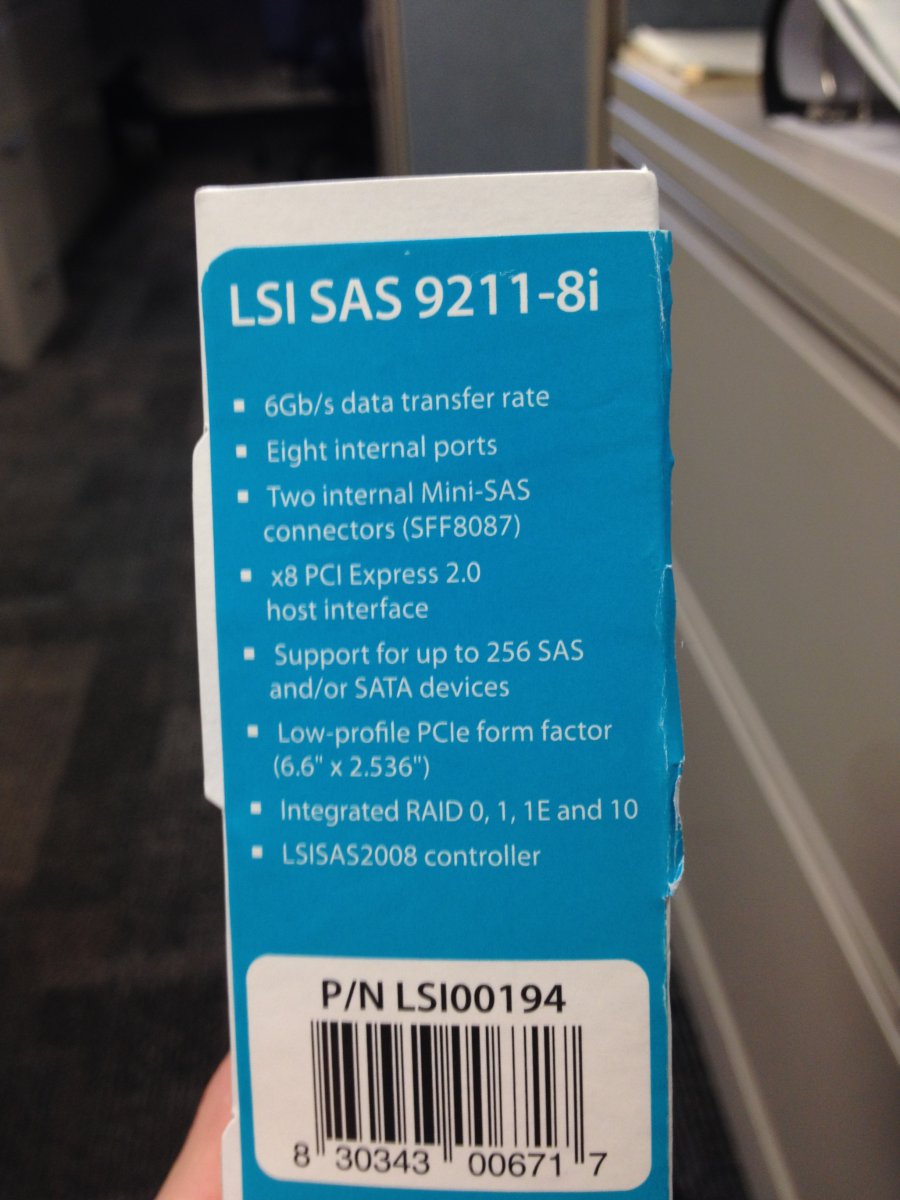 LSI SAS 9211-8i
▪ 6Gb/s data transfer rate
▪ Eight internal ports
▪ Two internal Mini-SAS
connectors (SFF8087)
▪ x8 PCI Express 2.0
host interface
▪ Support for up to 256 SAS
and/or SATA devices
▪ Low-profile PCIe form factor
(6.6" x 2.536")
▪ Integrated RAID 0, 1, 1E and 10
▪ LSISAS2008 controller
P/N LSI00194
8 30343 00671 7